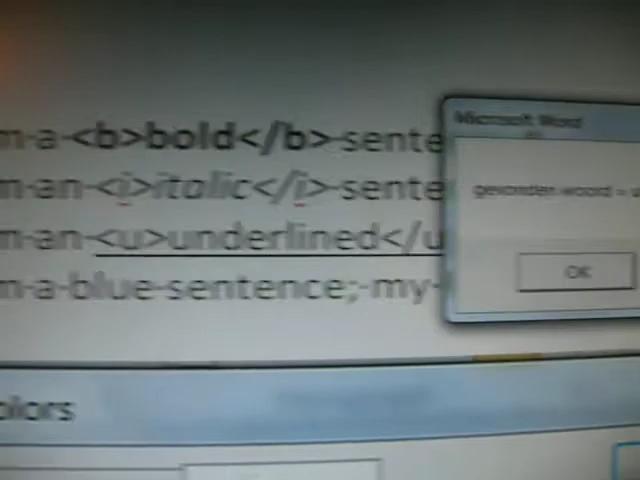 m·a·<b>bold</b>·sente
m·an·<i>italic</i>·sente
m·an·<u>underlined</u
m·a·blue·sentence;·my·
Microsoft Word
gevonden woord =
OK
olors